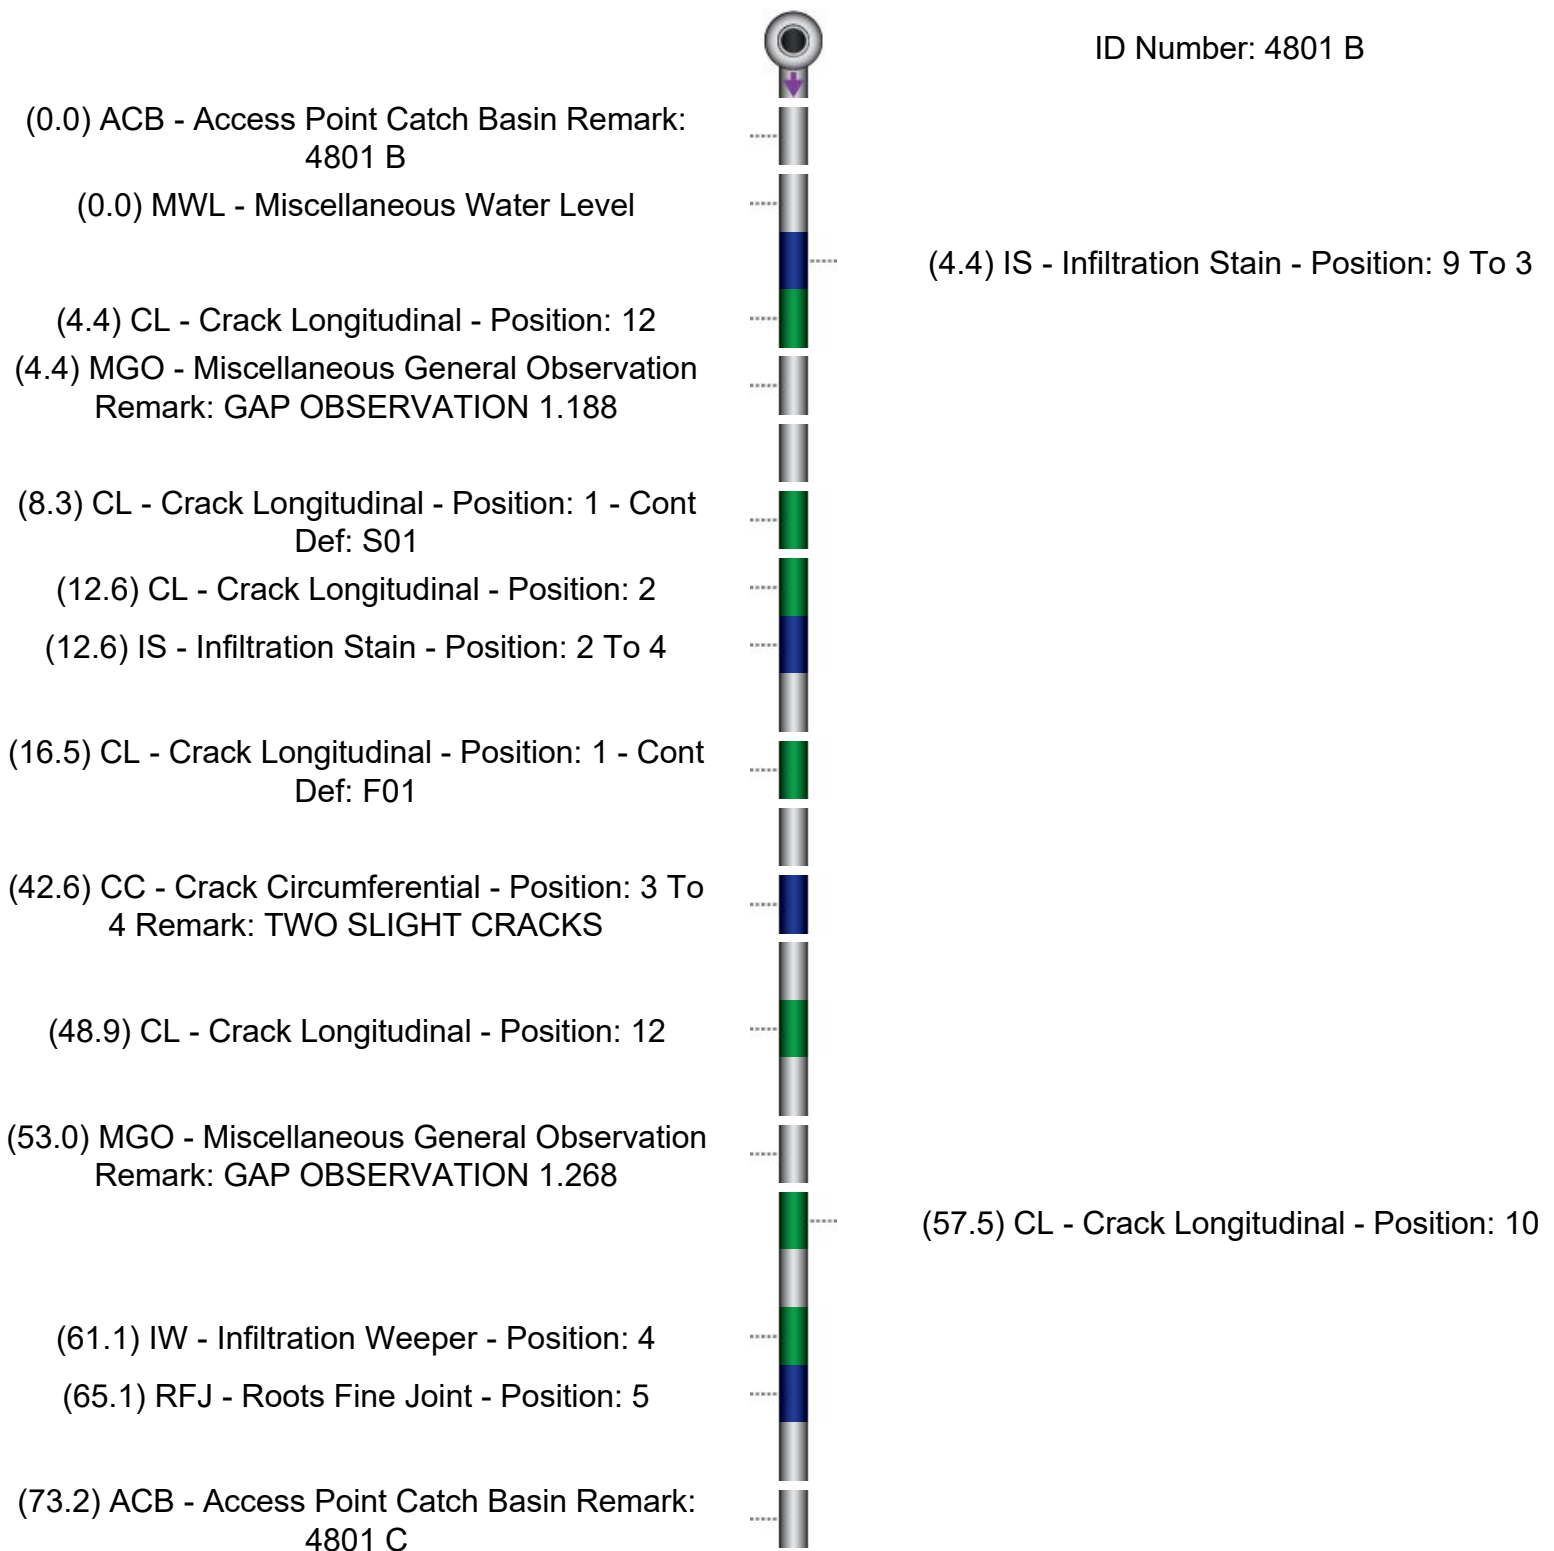 ID Number: 4801 B
(0.0) ACB - Access Point Catch Basin Remark:
4801 B
(0.0) MWL - Miscellaneous Water Level
(4.4) IS - Infiltration Stain - Position: 9 To 3
(4.4) CL - Crack Longitudinal - Position: 12
(4.4) MGO - Miscellaneous General Observation
Remark: GAP OBSERVATION 1.188
(8.3) CL - Crack Longitudinal - Position: 1 - Cont
Def: S01
(12.6) CL - Crack Longitudinal - Position: 2
(12.6) IS - Infiltration Stain - Position: 2 To 4
(16.5) CL - Crack Longitudinal - Position: 1 - Cont
Def: F01
(42.6) CC - Crack Circumferential - Position: 3 To
4 Remark: TWO SLIGHT CRACKS
(48.9) CL - Crack Longitudinal - Position: 12
(53.0) MGO - Miscellaneous General Observation
Remark: GAP OBSERVATION 1.268
(57.5) CL - Crack Longitudinal - Position: 10
(61.1) IW - Infiltration Weeper - Position: 4
(65.1) RFJ - Roots Fine Joint - Position: 5
(73.2) ACB - Access Point Catch Basin Remark:
4801 C